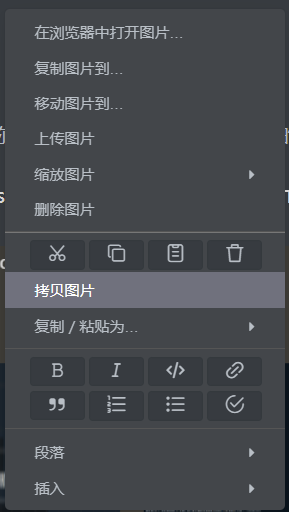 在浏览器中打开图片...
复制图片到...
移动图片到...
上传图片
缩放图片
删除图片
拷贝图片
复制 / 粘贴为...
B I </>
段落
插入